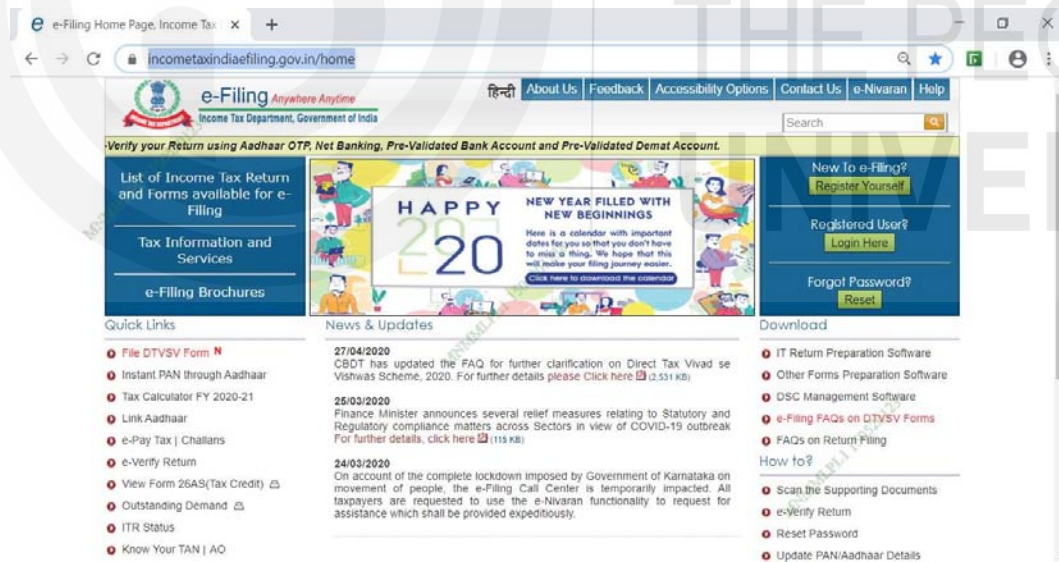 THE PEO
UNIVE
e-Filing Home Page, Income Tax
incometaxindiaefiling.gov.in/home
e-Filing Anywhere Anytime
Income Tax Department, Government of India
हिन्दी About Us Feedback Accessibility Options Contact Us e-Nivaran Help
Search
-Verify your Return using Aadhaar OTP, Net Banking, Pre-Validated Bank Account and Pre-Validated Demat Account.
List of Income Tax Return
and Forms available for e-
Filing
Tax Information and
Services
e-Filing Brochures
HAPPY
2020
NEW YEAR FILLED WITH
NEW BEGINNINGS
Here is a calendar with important
dates for you so that you don't have
to miss a thing. We hope that this
will make your filing journey easier.
Click here to download the calendar
New To e-Filing?
Register Yourself
Registered User?
Login Here
Forgot Password?
Reset
Quick Links
File DTVSV Form N
Instant PAN through Aadhaar
Tax Calculator FY 2020-21
Link Aadhaar
e-Pay Tax | Challans
e-Verify Return
View Form 26AS(Tax Credit)
Outstanding Demand
ITR Status
Know Your TAN | AO
News & Updates
27/04/2020
CBDT has updated the FAQ for further clarification on Direct Tax Vivad se
Vishwas Scheme, 2020. For further details please Click here (2,531 KB)
25/03/2020
Finance Minister announces several relief measures relating to Statutory and
Regulatory compliance matters across Sectors in view of COVID-19 outbreak
For further details, click here (115 KB)
24/03/2020
On account of the complete lockdown imposed by Government of Karnataka on
movement of people, the e-Filing Call Center is temporarily impacted. All
taxpayers are requested to use the e-Nivaran functionality to request for
assistance which shall be provided expeditiously.
Download
IT Return Preparation Software
Other Forms Preparation Software
DSC Management Software
e-Filing FAQs on DTVSV Forms
FAQs on Return Filing
How to?
Scan the Supporting Documents
e-Verify Return
Reset Password
Update PAN/Aadhaar Details